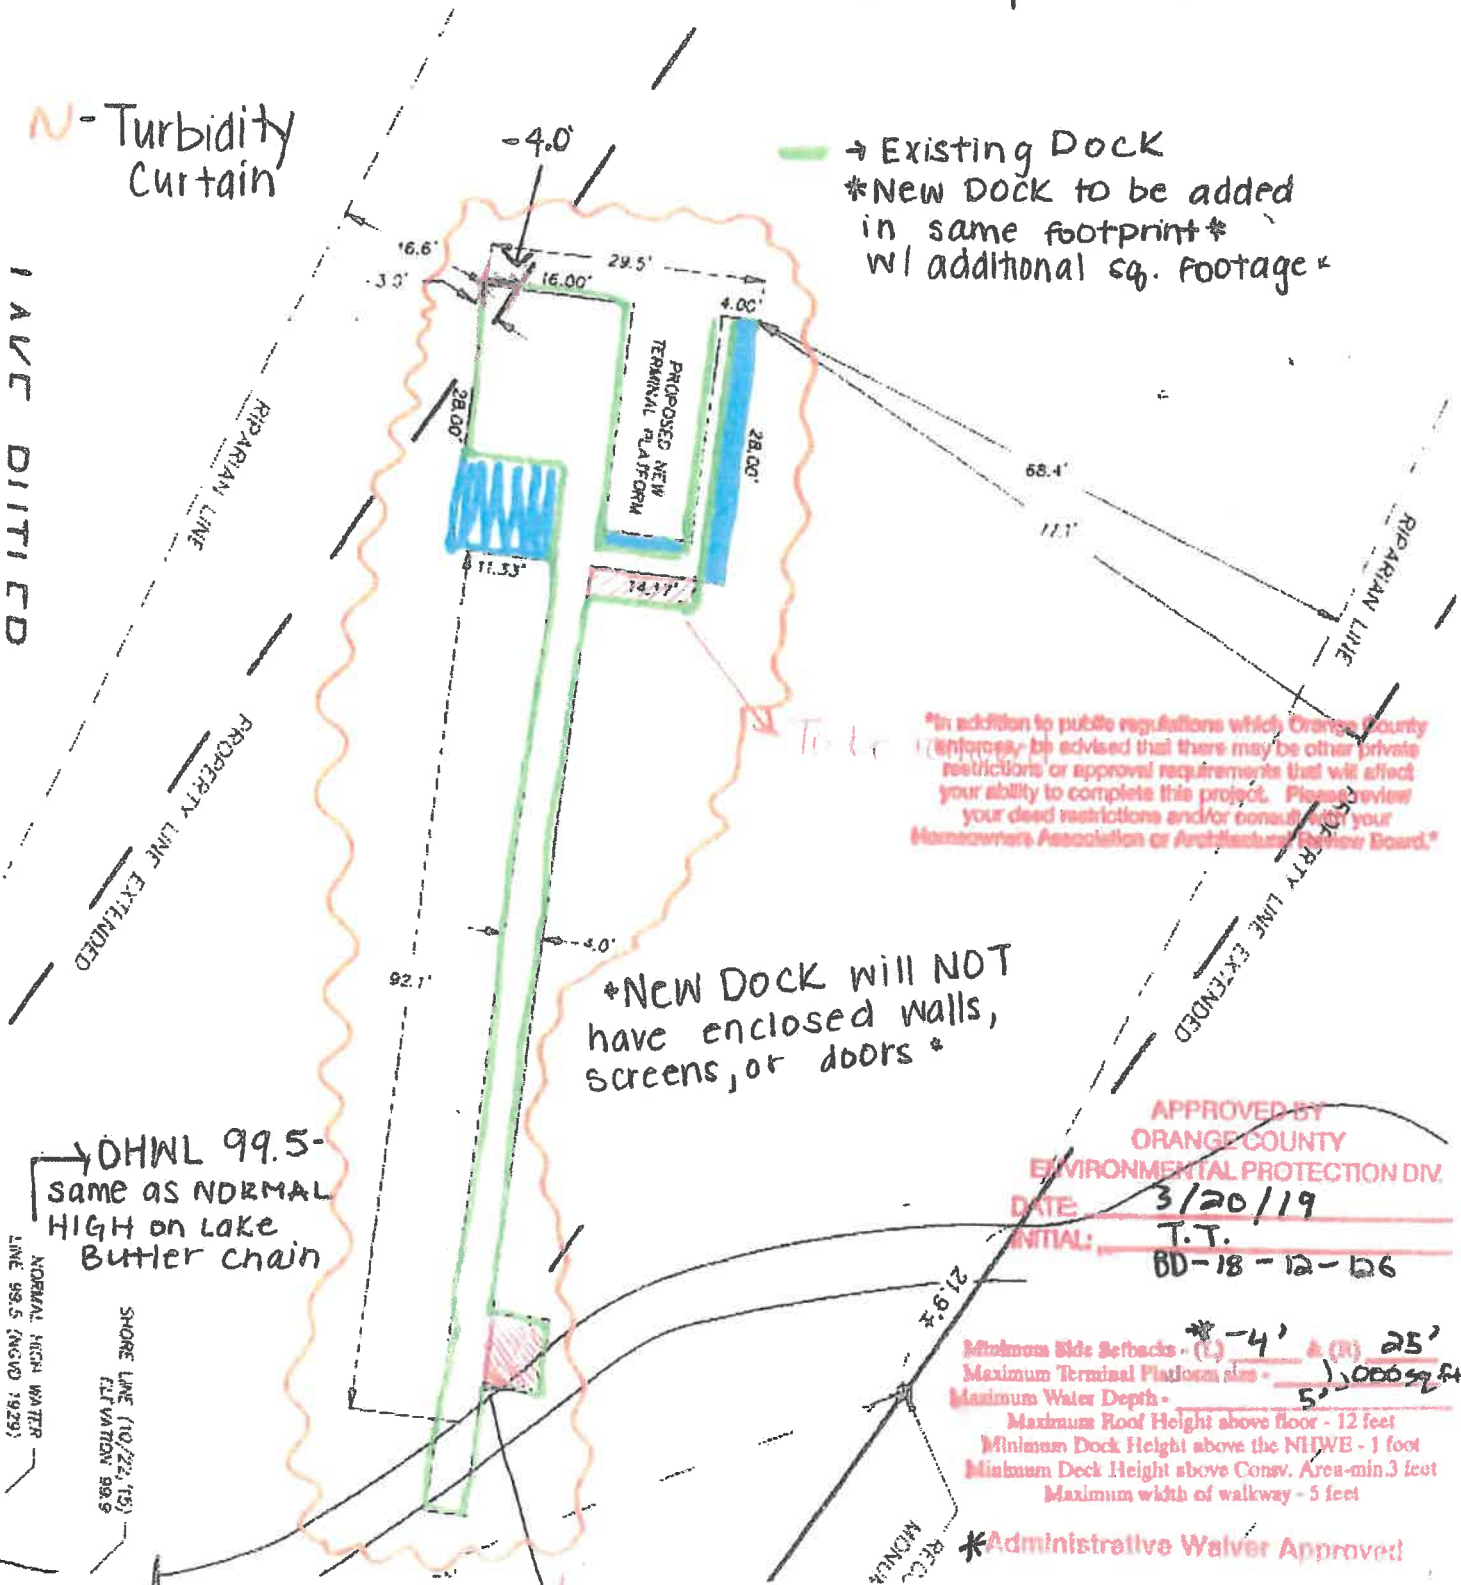 N - Turbidity
Curtain
-4.0'
→ Existing Dock
*New Dock to be added
in same footprint*
w/ additional sq. footage*
16.6'
29.5'
16.00'
4.00'
28.00'
PROPOSED NEW
TERMINAL PLATFORM
28.00'
68.4'
RIPARIAN LINE
RIPARIAN LINE
11.33'
14.17'
PROPERTY LINE EXTENDED
*In addition to public regulations which Orange County
enforces, be advised that there may be other private
restrictions or approval requirements that will affect
your ability to complete this project. Please review
your deed restrictions and/or consult with your
Homeowners Association or Architectural Review Board.*
PROPERTY LINE EXTENDED
92.1'
*New Dock will NOT
have enclosed walls,
screens, or doors *
OHWL 99.5-
same as NORMAL
HIGH on Lake
Butler Chain
NORMAL HIGH WATER
LINE 99.5 (NGVD 1929)
SHORE LINE (10/22/15)
ELEVATION 99.9
APPROVED BY
ORANGE COUNTY
ENVIRONMENTAL PROTECTION DIV.
DATE: 3/20/19
INITIAL: T.T.
BD-18-12-126
21.9'±
Minimum Side Setbacks - (L) * -4' & (R) 25'
Maximum Terminal Platform size - 1,000 sq ft
Maximum Water Depth - 5'
Maximum Roof Height above floor - 12 feet
Minimum Dock Height above the NHWE - 1 foot
Minimum Deck Height above Consv. Area-min.3 feet
Maximum width of walkway - 5 feet
*Administrative Waiver Approved